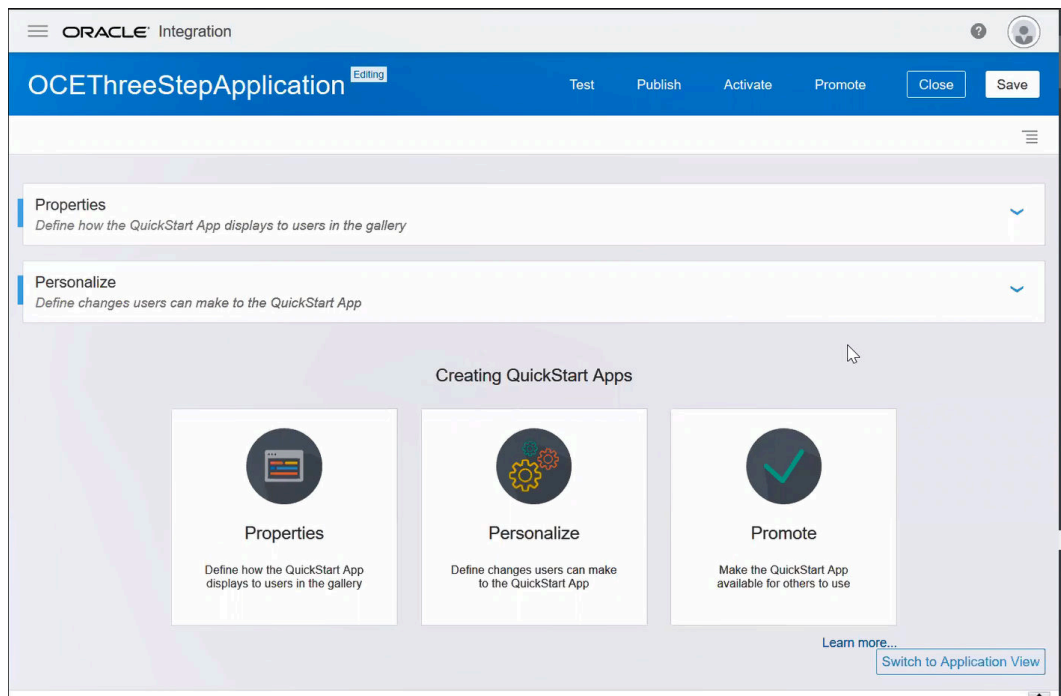 ORACLE Integration
OCEThreeStepApplication Editing Test Publish Activate Promote Close Save
Properties
Define how the QuickStart App displays to users in the gallery
Personalize
Define changes users can make to the QuickStart App
Creating QuickStart Apps
Properties
Define how the QuickStart App
displays to users in the gallery
Personalize
Define changes users can make
to the QuickStart App
Promote
Make the QuickStart App
available for others to use
Learn more...
Switch to Application View